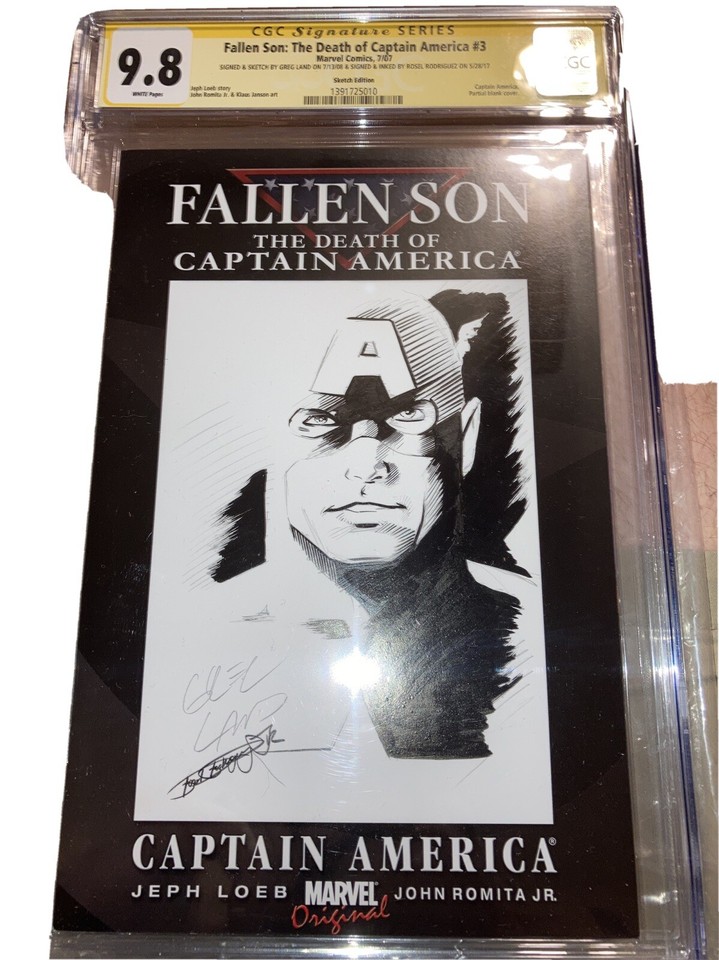 CGC Signature SERIES
9.8
WHITE Pages
Fallen Son: The Death of Captain America #3
Marvel Comics, 7/07
SIGNED & SKETCH BY GREG LAND ON 7/13/08 & SIGNED & INKED BY ROSEL RODRIGUEZ ON 5/28/17
Sketch Edition
Jeph Loeb story
John Romita Jr. & Klaus Janson art
1391725010
Captain America
Partial blank cover
GC
FALLEN SON
THE DEATH OF
CAPTAIN AMERICA®
A
GREG
LAND
CAPTAIN AMERICA®
JEPH LOEB MARVEL® JOHN ROMITA JR.
Original